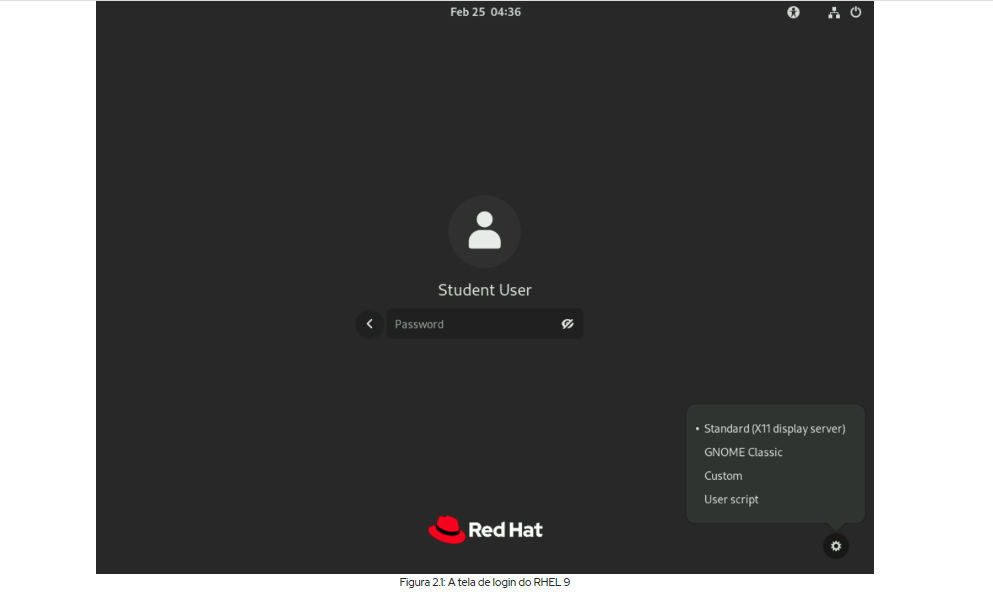 Feb 25 04:36
Student User
Password
Standard (X11 display server)
GNOME Classic
Custom
User script
Red Hat
Figura 2.1: A tela de login do RHEL 9